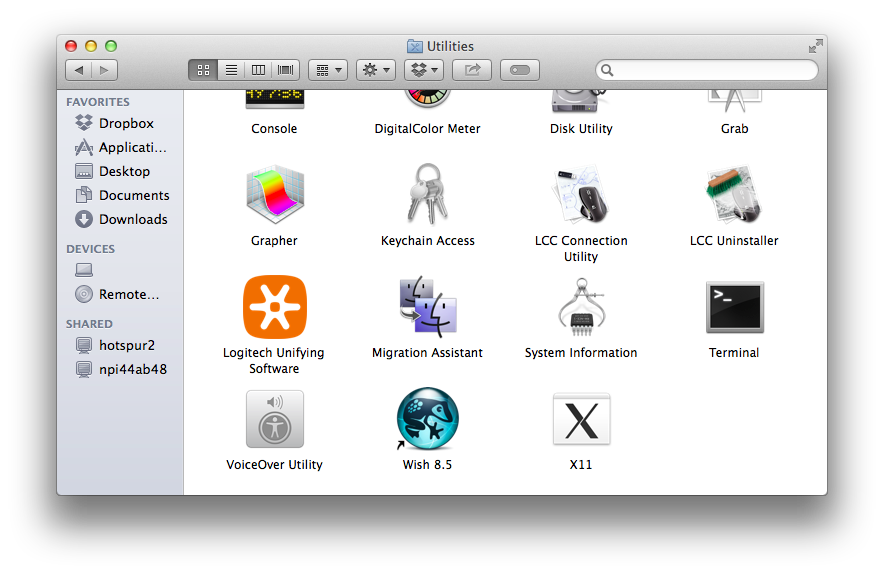 Utilities
FAVORITES
Dropbox
Applicati...
Desktop
Documents
Downloads
DEVICES
Remote...
SHARED
hotspur2
npi44ab48
Console
DigitalColor Meter
Disk Utility
Grab
Grapher
Keychain Access
LCC Connection
Utility
LCC Uninstaller
Logitech Unifying
Software
Migration Assistant
System Information
>_
Terminal
VoiceOver Utility
Wish 8.5
X
X11